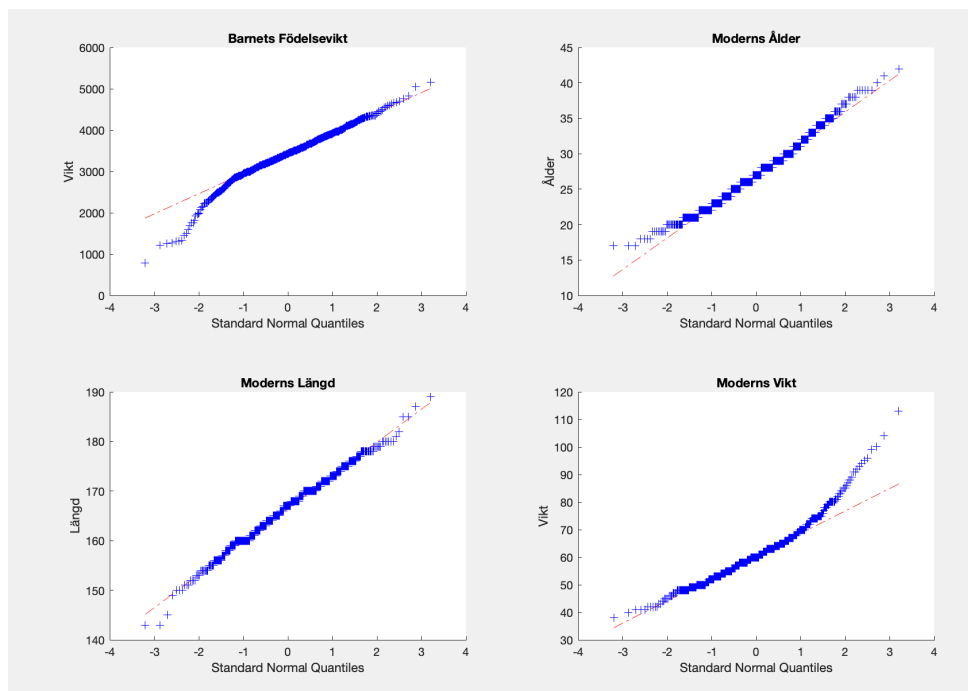 Barnets Födelsevikt
6000
5000
4000
3000
2000
1000
0
Vikt
-4 -3 -2 -1 0 1 2 3 4
Standard Normal Quantiles
Moderns Ålder
45
40
35
30
25
20
15
10
Ålder
-4 -3 -2 -1 0 1 2 3 4
Standard Normal Quantiles
Moderns Längd
190
180
170
160
150
140
Längd
-4 -3 -2 -1 0 1 2 3 4
Standard Normal Quantiles
Moderns Vikt
120
110
100
90
80
70
60
50
40
30
Vikt
-4 -3 -2 -1 0 1 2 3 4
Standard Normal Quantiles